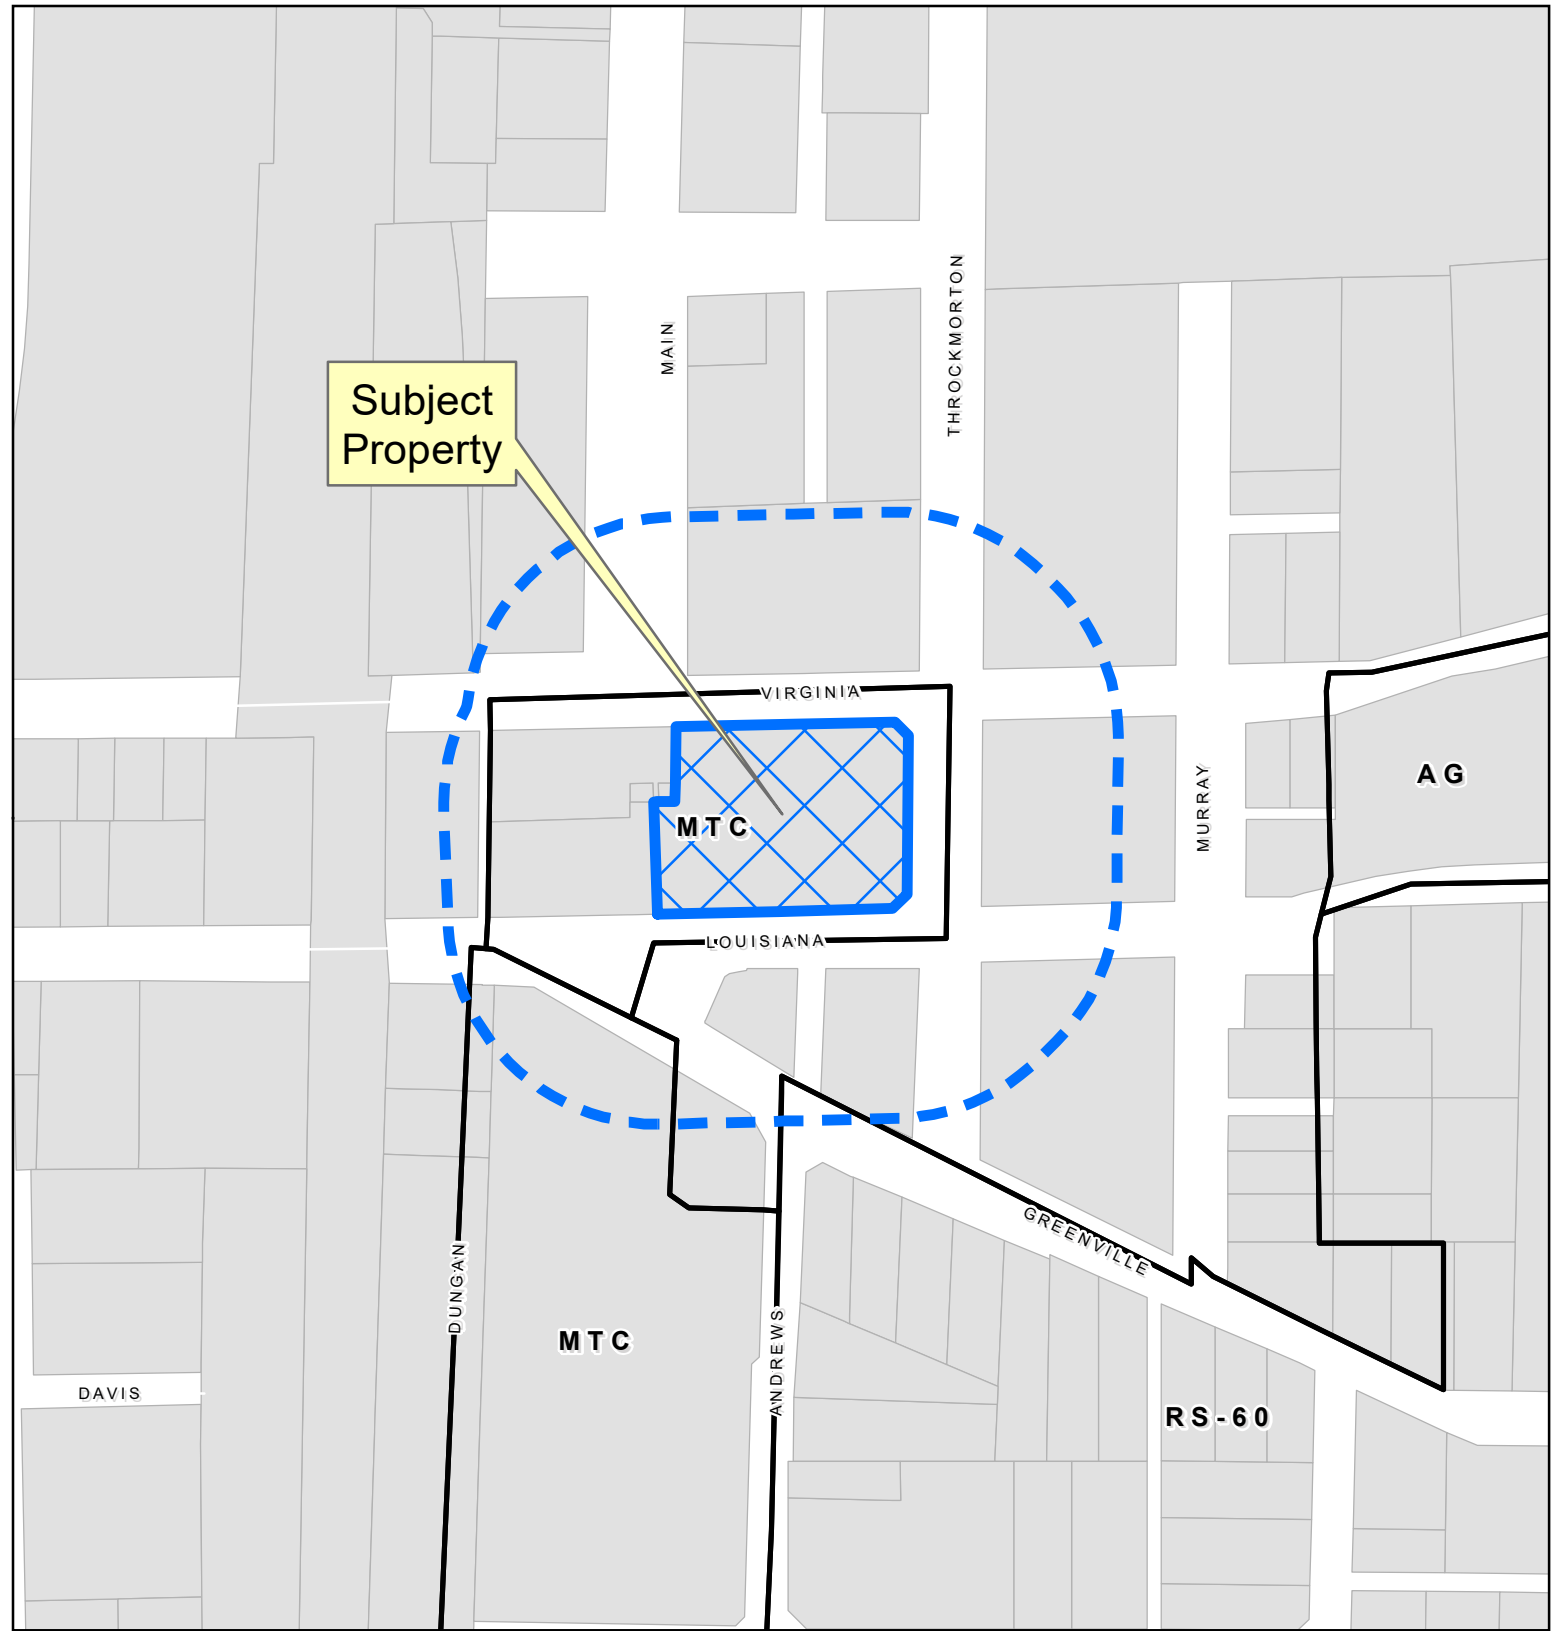 THROCKMORTON
MAIN
Subject
Property
VIRGINIA
MURRAY
AG
MTC
LOUISIANA
GREENVILLE
DUNGAN
MTC
ANDREWS
DAVIS
RS-60